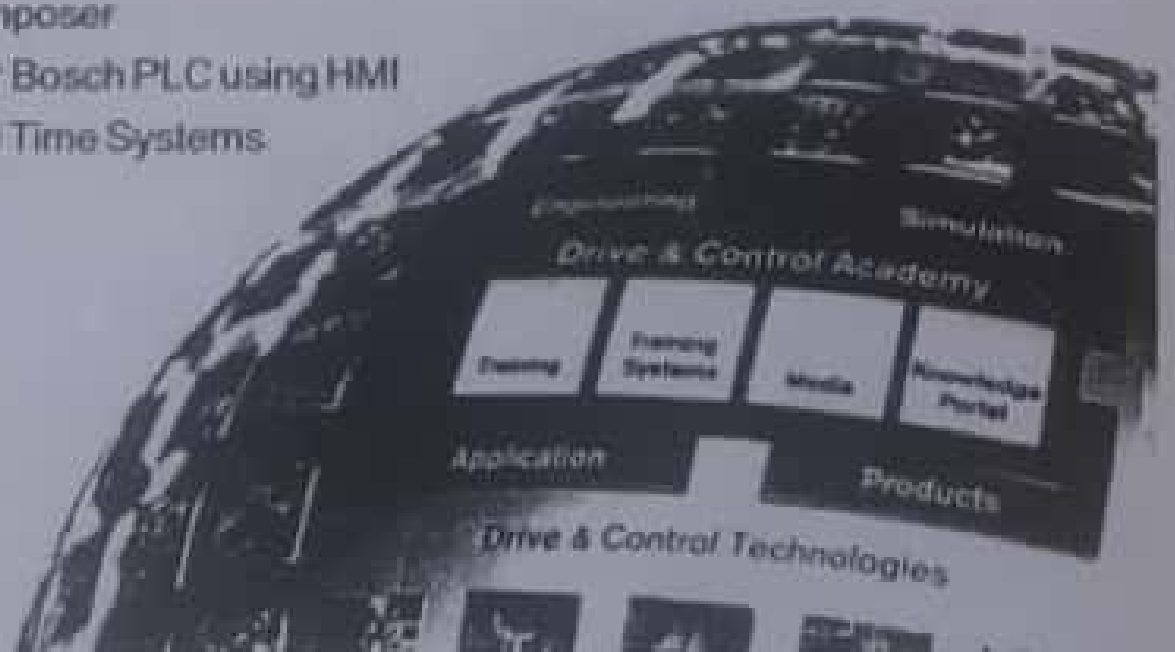 Bosch PLC using HMI
Time Systems
Engineering
Simulation
Drive & Control Academy
Training
Training
Systems
Media
Knowledge
Portal
Application
Products
Drive & Control Technologies